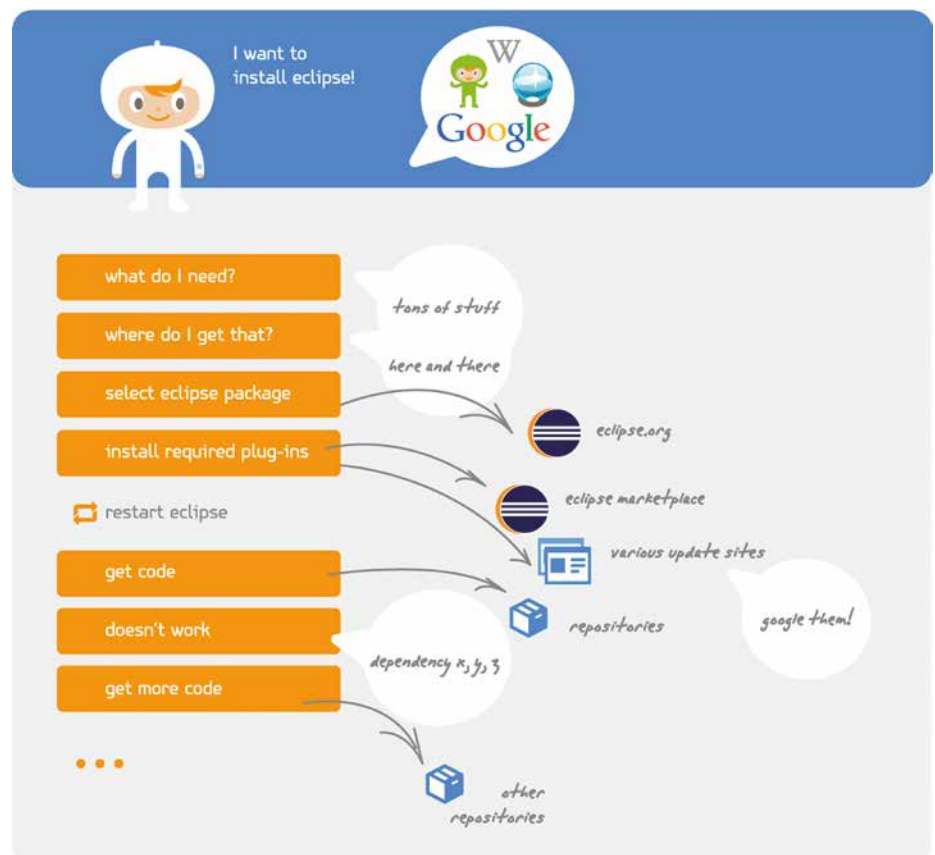 I want to
install eclipse!
W
Google
what do I need?
tons of stuff
where do I get that?
here and there
select eclipse package
eclipse.org
install required plug-ins
eclipse marketplace
restart eclipse
various update sites
get code
repositories
google them!
doesn't work
dependency x, y, z
get more code
other
repositories